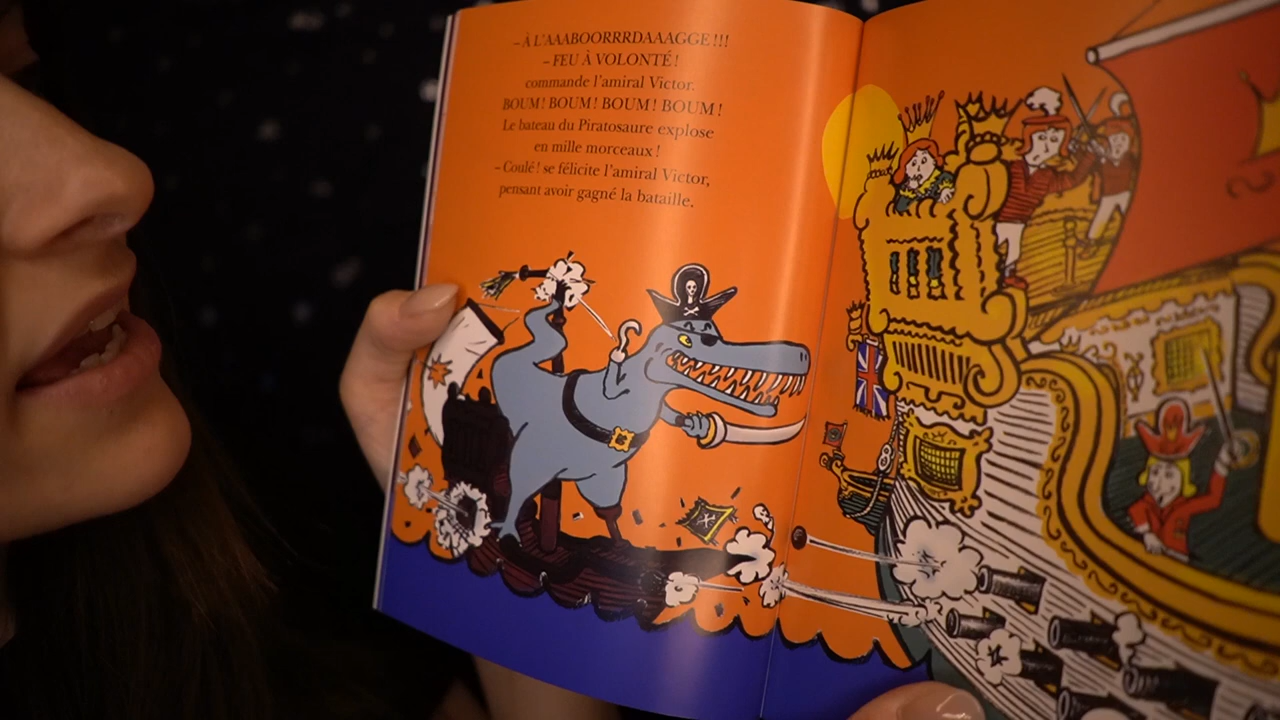 – À L'AAABOORRRDAAAGGE !!!
– FEU À VOLONTÉ !
commande l'amiral Victor.
BOUM ! BOUM ! BOUM ! BOUM !
Le bateau du Piratosaure explose
en mille morceaux !
– Coulé ! se félicite l'amiral Victor,
pensant avoir gagné la bataille.